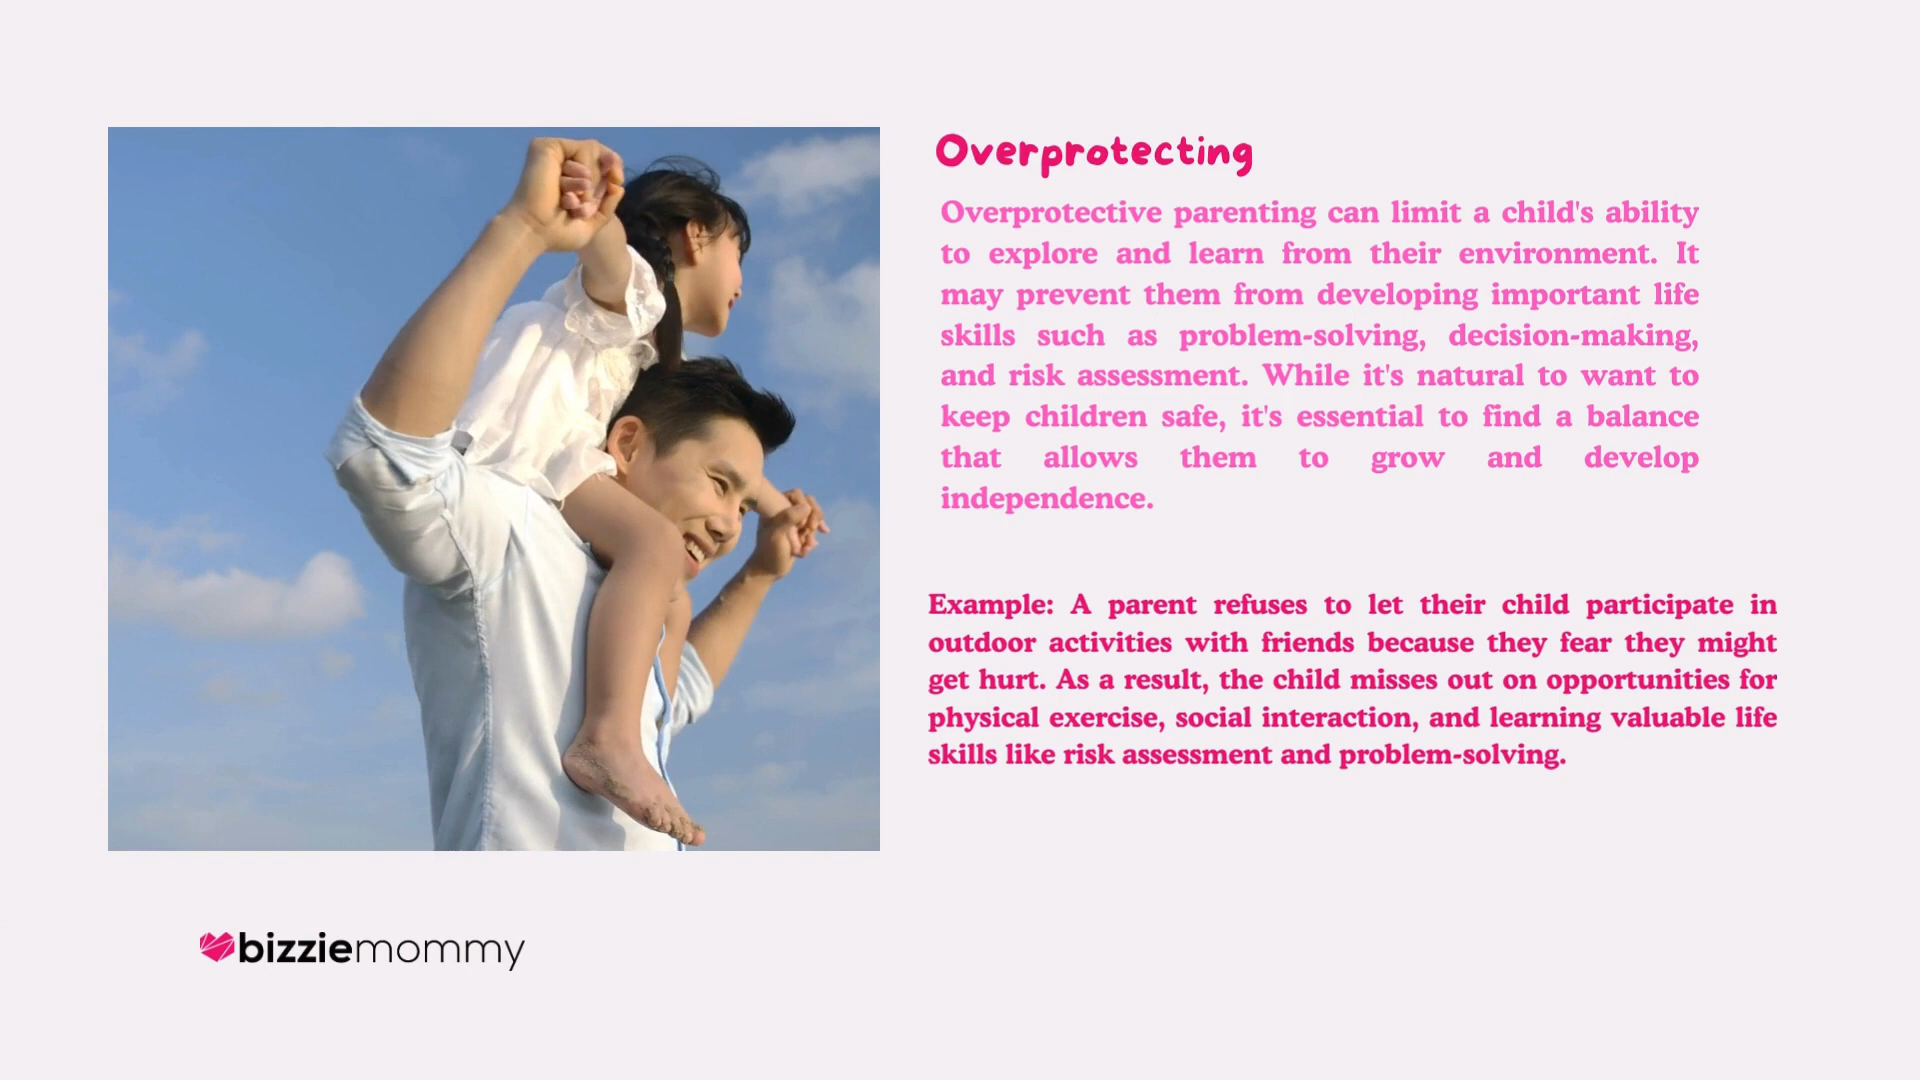 Overprotecting
Overprotective parenting can limit a child's ability
to explore and learn from their environment. It
may prevent them from developing important life
skills such as problem-solving, decision-making,
and risk assessment. While it's natural to want to
keep children safe, it's essential to find a balance
that allows them to grow and develop
independence.
Example: A parent refuses to let their child participate in
outdoor activities with friends because they fear they might
get hurt. As a result, the child misses out on opportunities for
physical exercise, social interaction, and learning valuable life
skills like risk assessment and problem-solving.
bizziemommy